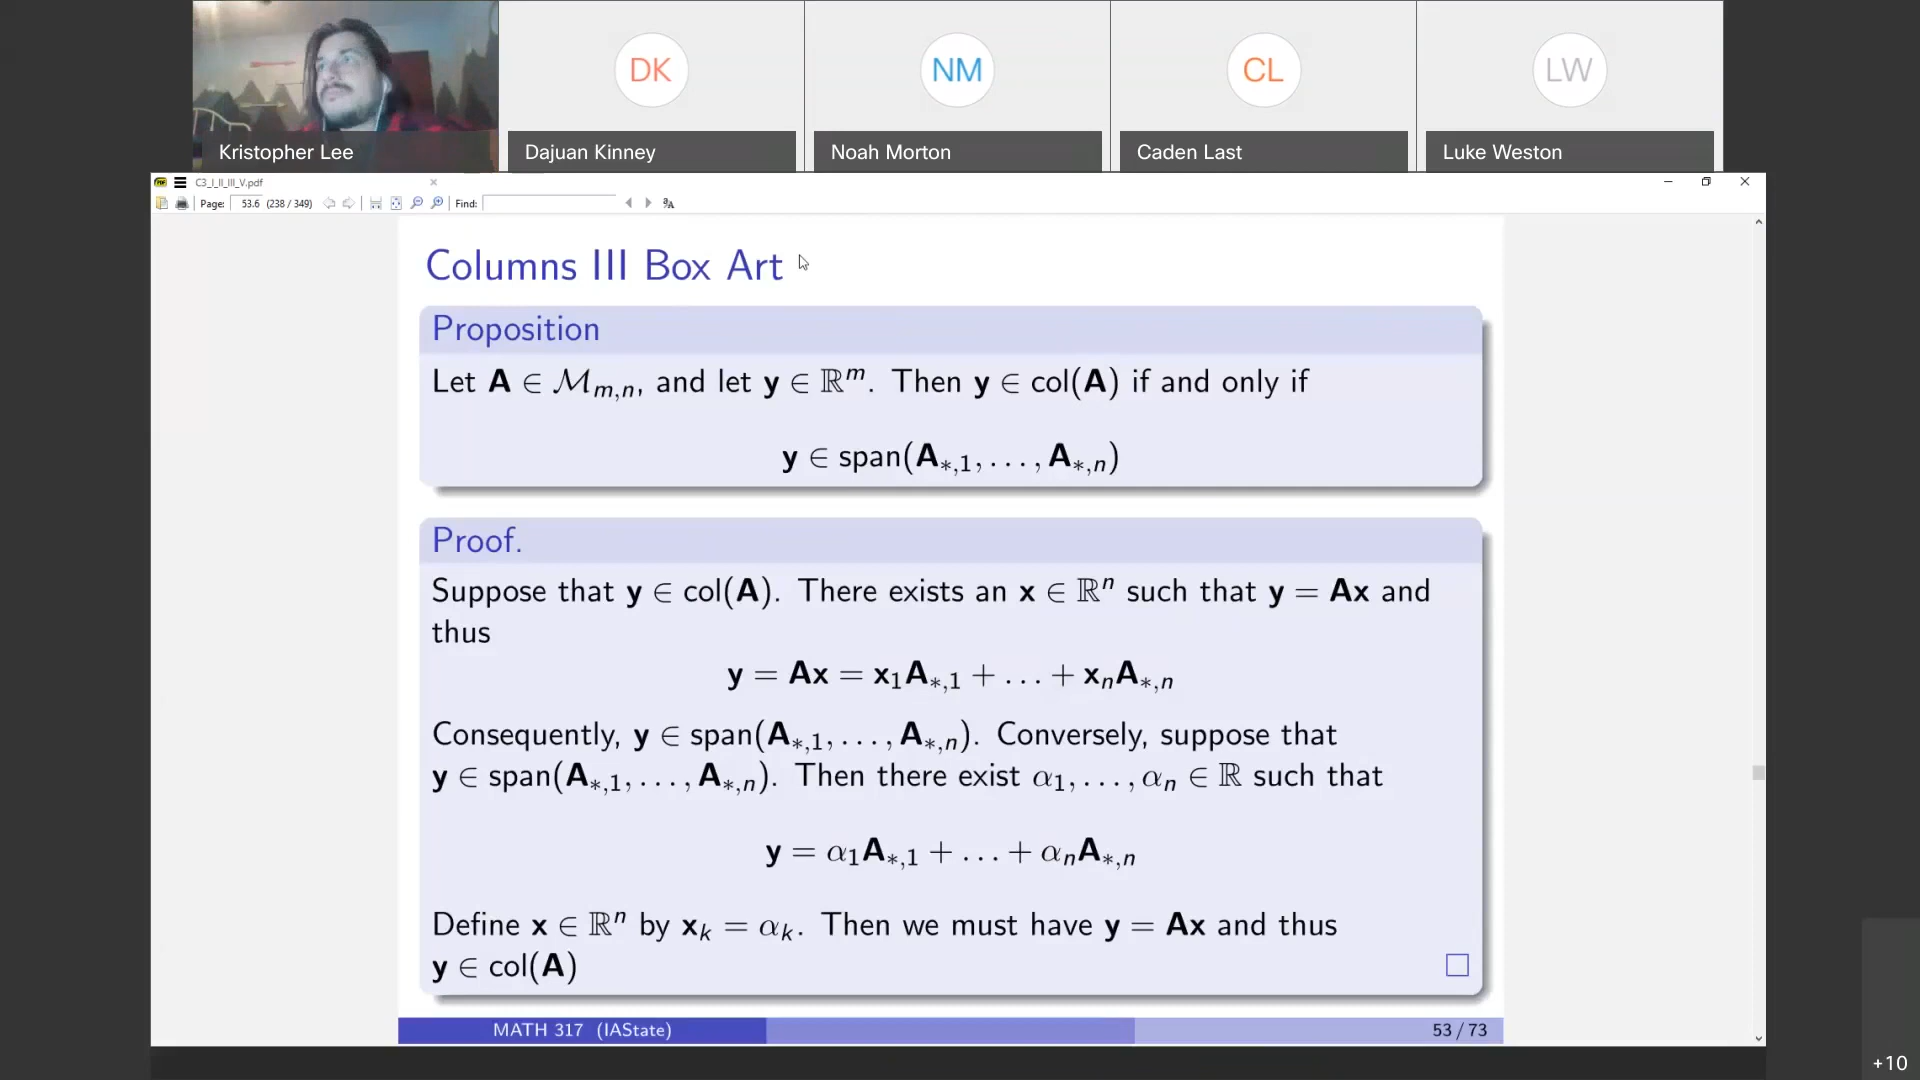 DK
NM
CL
LW
Kristopher Lee
Dajuan Kinney
Noah Morton
Caden Last
Luke Weston
C3_I_II_III_V.pdf
Page: 53.6 (238 / 349) Find:
Columns III Box Art
Proposition
Let A ∈ ℳₘ,ₙ, and let y ∈ ℝᵐ. Then y ∈ col(A) if and only if
y ∈ span(A∗,₁, . . . , A∗,ₙ)
Proof.
Suppose that y ∈ col(A). There exists an x ∈ ℝⁿ such that y = Ax and
thus
y = Ax = x₁A∗,₁ + . . . + xₙA∗,ₙ
Consequently, y ∈ span(A∗,₁, . . . , A∗,ₙ). Conversely, suppose that
y ∈ span(A∗,₁, . . . , A∗,ₙ). Then there exist α₁, . . . , αₙ ∈ ℝ such that
y = α₁A∗,₁ + . . . + αₙA∗,ₙ
Define x ∈ ℝⁿ by xₖ = αₖ. Then we must have y = Ax and thus
y ∈ col(A)
MATH 317 (IAState) 53 / 73
+10